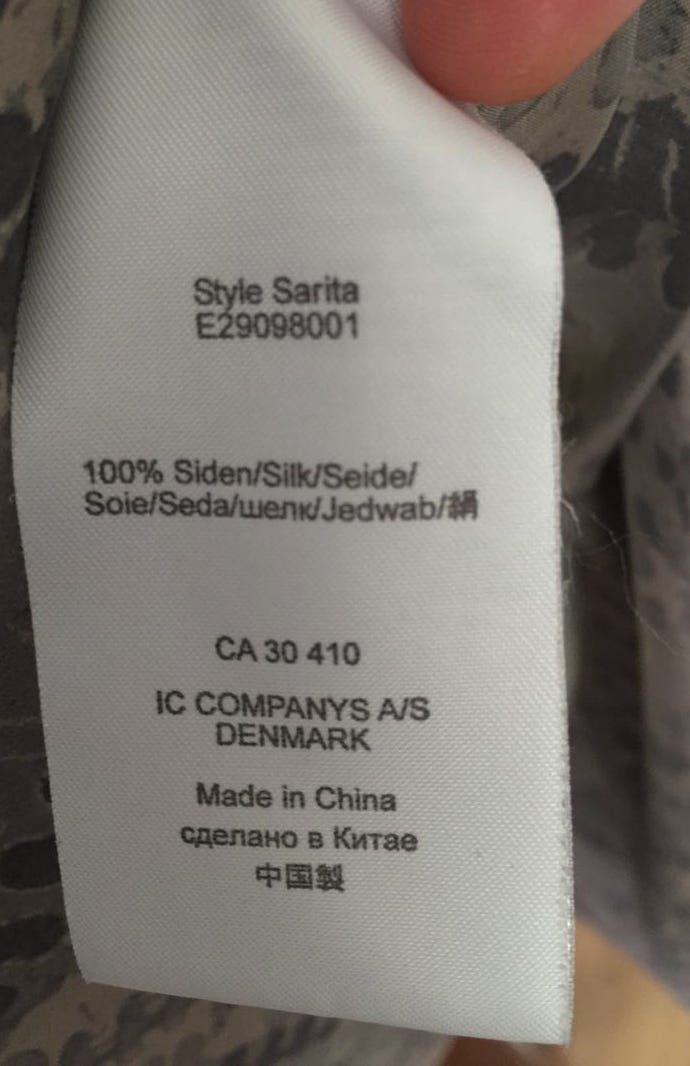 Style Sarita
E29098001
100% Siden/Silk/Seide/
Soie/Seda/шелк/Jedwab/絹
CA 30 410
IC COMPANYS A/S
DENMARK
Made in China
сделано в Китае
中国製